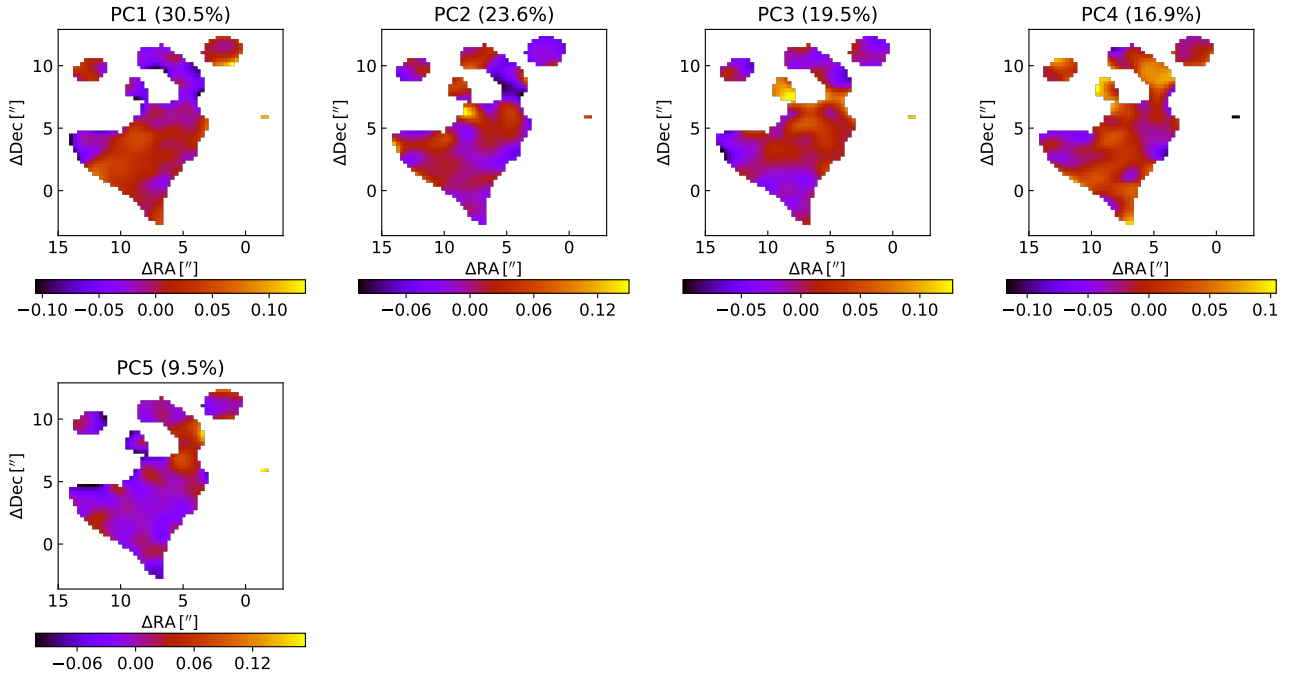 PC1 (30.5%) PC2 (23.6%) PC3 (19.5%) PC4 (16.9%)
ΔDec [″] ΔDec [″] ΔDec [″] ΔDec [″]
10 10 10 10
5 5 5 5
0 0 0 0
15 10 5 0 15 10 5 0 15 10 5 0 15 10 5 0
ΔRA [″] ΔRA [″] ΔRA [″] ΔRA [″]
−0.10 −0.05 0.00 0.05 0.10 −0.06 0.00 0.06 0.12 −0.05 0.00 0.05 0.10 −0.10 −0.05 0.00 0.05 0.1
PC5 (9.5%)
ΔDec [″]
10
5
0
15 10 5 0
ΔRA [″]
−0.06 0.00 0.06 0.12